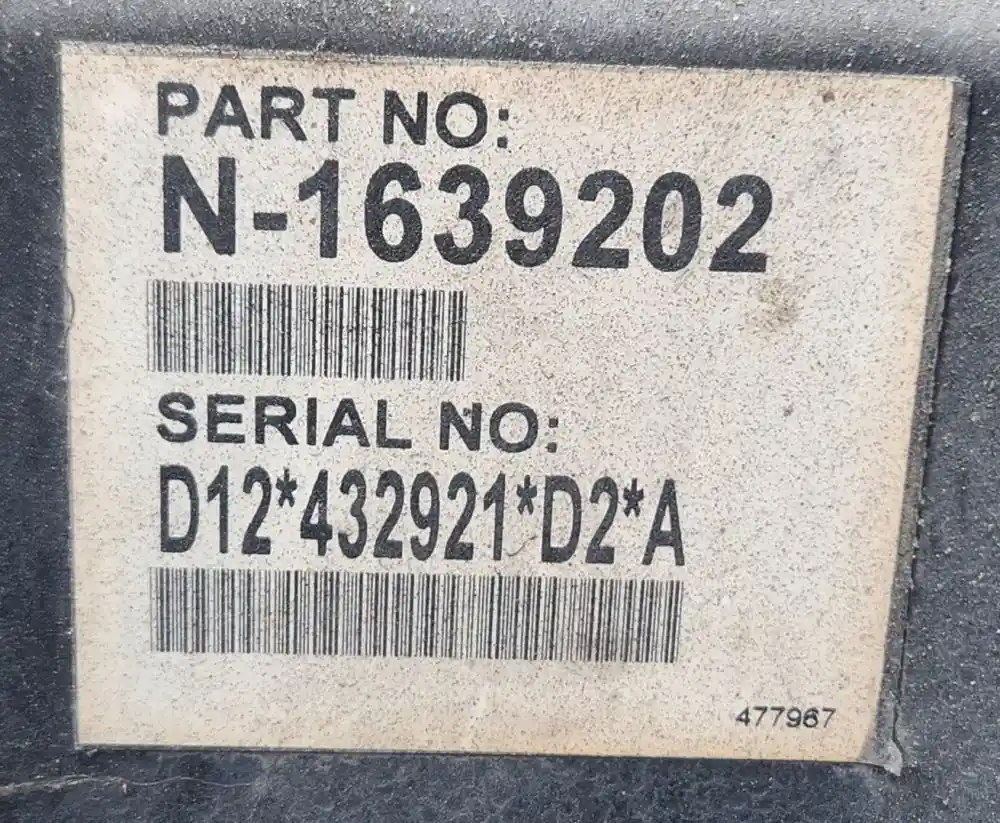 PART NO:
N-1639202
SERIAL NO:
D12*432921*D2*A
477967